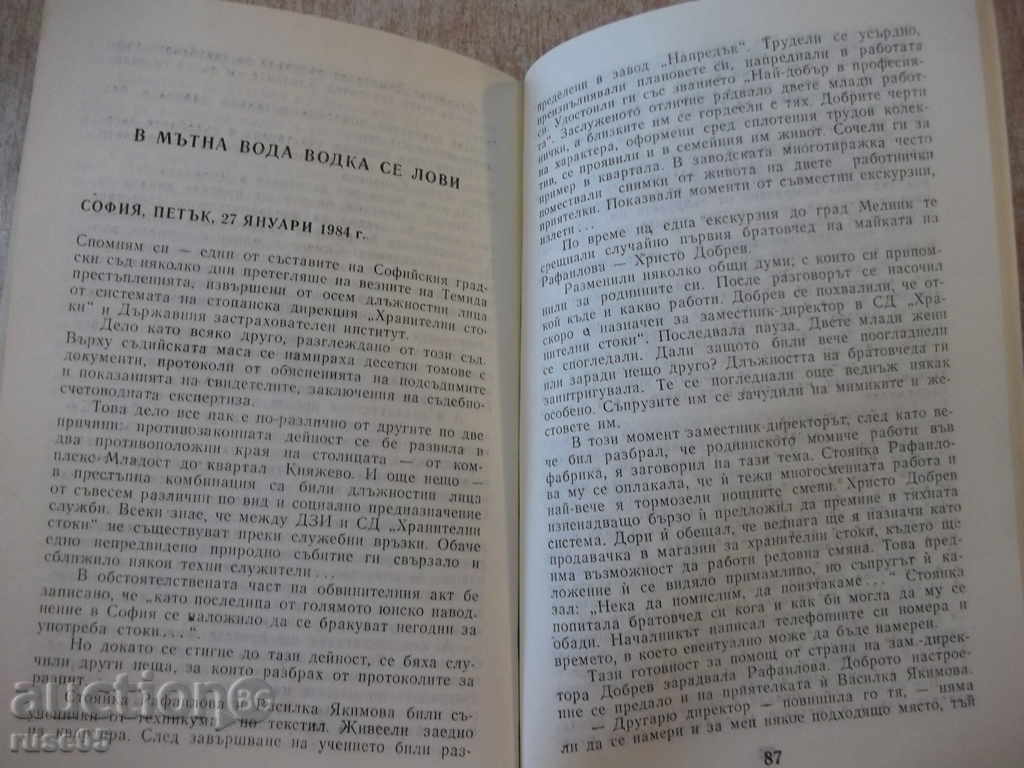 В МЪТНА ВОДА ВОДКА СЕ ЛОВИ
СОФИЯ, ПЕТЪК, 27 ЯНУАРИ 1984 г.
Спомням си — един от съставите на Софийския град-
ски съд няколко дни претегляше на везните на Темида
престъпленията, извършени от осем длъжностни лица
от системата на стопанска дирекция „Хранителни сто-
ки“ и Държавния застрахователен институт.
Дело като всяко друго, разглеждано от този съд.
Върху съдийската маса се намираха десетки томове с
документи, протоколи от обясненията на подсъдимите
и показанията на свидетелите, заключения на съдебно-
счетоводната експертиза.
Това дело все пак е по-различно от другите по две
причини: противозаконната дейност се бе развила в
два противоположни края на столицата — от ком-
плекс Младост до квартал Княжево. И още нещо —
в престъпна комбинация са били длъжностни лица
от съвсем различни по вид и социално предназначение
служби. Всеки знае, че между ДЗИ и СД „Хранителни
стоки“ не съществуват преки служебни връзки. Обаче
едно непредвидено природно събитие ги свързало и
сближило някои техни служители...
В обстоятелствената част на обвинителния акт бе
записано, че „като последица от голямото юнско навод-
нение в София се наложило да се бракуват негодни за
употреба стоки...“.
Но докато се стигне до тази дейност, се бяха слу-
чили други неща, за които разбрах от протоколите за
разпит.
Стоянка Рафаилова и Василка Якимова били съ-
ученички от техникума по текстил. Живеели заедно
на квартира. След завършване на учението били раз-
пределени в завод „Напредък“. Трудели се усърдно,
преизпълнявали плановете си, напреднали в работата
си. Удостоили ги със званието „Най-добър в професия-
та“. Заслуженото отличие радвало двете млади работ-
нички, а близките им се гордеели с тях. Добрите черти
на характера, оформени сред сплотения трудов колек-
тив, се проявили и в семейния им живот. Сочели ги за
пример в квартала. В заводската многотиражка често
помествали снимки от живота на двете работнички
приятелки. Показвали моменти от съвместни екскурзии,
излети...
По време на една екскурзия до град Мелник те
срещнали случайно първия братовчед на майката на
Рафаилова — Христо Добрев.
Разменили няколко общи думи, с които си припом-
нили за роднините си. После разговорът се насочил
кой къде и какво работи. Добрев се похвалил, че от-
скоро е назначен за заместник-директор в СД „Хра-
нителни стоки“. Последвала пауза. Двете млади жени
се спогледали. Дали защото били вече поогладнели
или заради нещо друго? Длъжността на братовчеда ги
заинтригувала. Те се погледнали още веднъж някак
особено. Съпрузите им се зачудили на мимиките и же-
стовете им.
В този момент заместник-директорът, след като ве-
че бил разбрал, че роднинското момиче работи във
фабрика, я заговорил на тази тема. Стоянка Рафаило-
ва му се оплакала, че ѝ тежи многосменната работа и
най-вече я тормозели нощните смени. Христо Добрев
изненадващо бързо ѝ предложил да премине в тяхната
система. Дори ѝ обещал, че веднага ще я назначи като
продавачка в магазин за хранителни стоки, където ще
има възможност да работи редовна смяна. Това пред-
ложение ѝ се видяло примамливо, но съпругът ѝ ка-
зал: „Нека да помислим, да поизчакаме...“ Стоянка
попитала братовчед си кога и как би могла да му се
обади. Началникът написал телефонните си номера и
времето, в което евентуално може да бъде намерен.
Тази готовност за помощ от страна на зам.-дирек-
тора Добрев зарадвала Рафаилова. Доброто настрое-
ние се предало и на приятелката ѝ Василка Якимова.
— Другарю директор — повишила го тя, — няма
ли да се намери и за мен някое подходящо място, тъй
87
auction86
rusec05